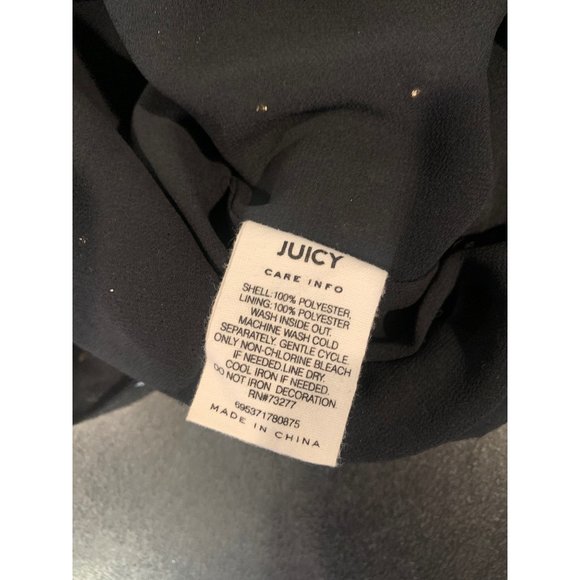 JUICY
CARE INFO
SHELL:100% POLYESTER
LINING:100% POLYESTER
WASH INSIDE OUT.
MACHINE WASH COLD
SEPARATELY. GENTLE CYCLE.
ONLY NON-CHLORINE BLEACH
IF NEEDED.LINE DRY.
COOL IRON IF NEEDED.
DO NOT IRON DECORATION.
RN#73277
695371780875
MADE IN CHINA